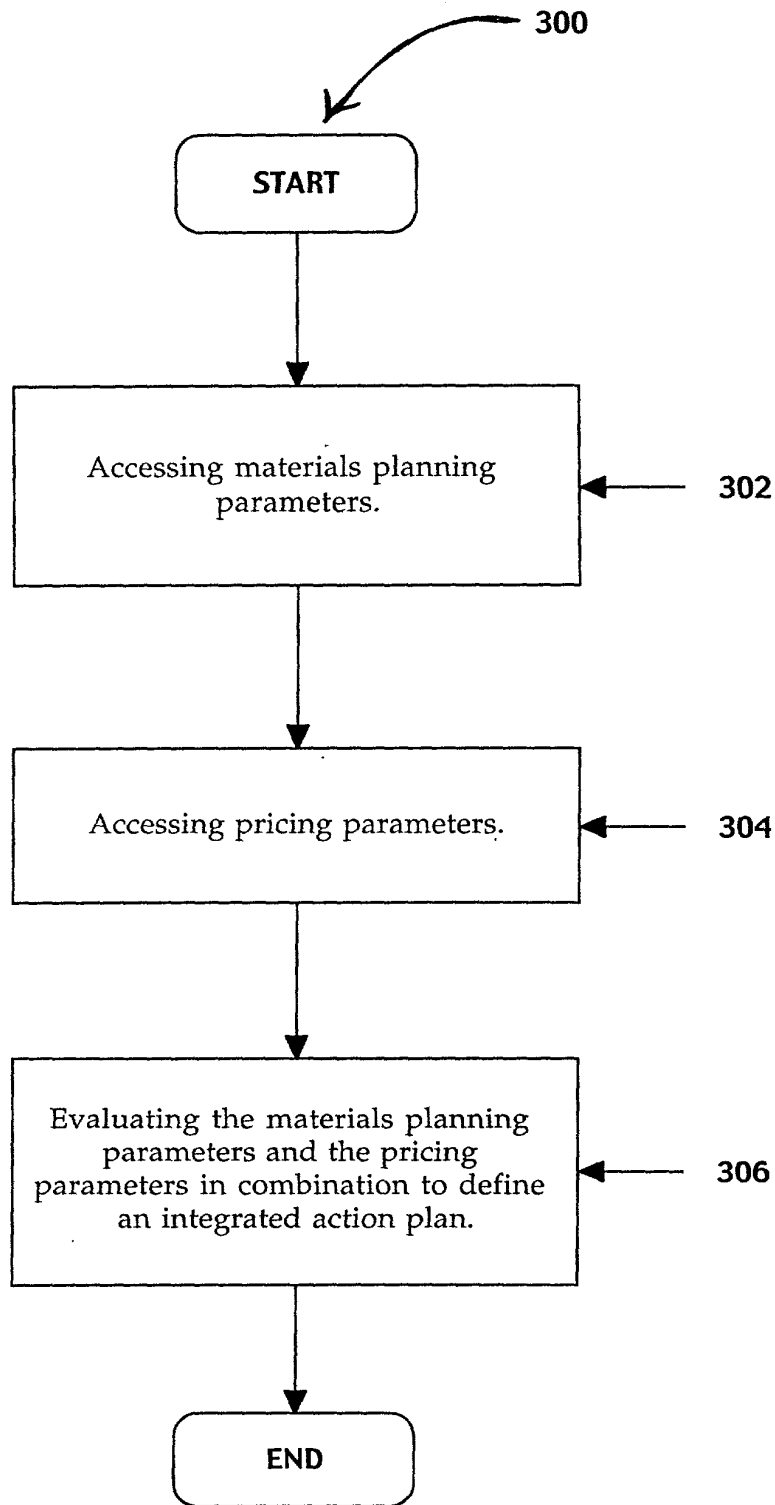 300
START
Accessing materials planning
parameters.
302
Accessing pricing parameters.
304
Evaluating the materials planning
parameters and the pricing
parameters in combination to define
an integrated action plan.
306
END